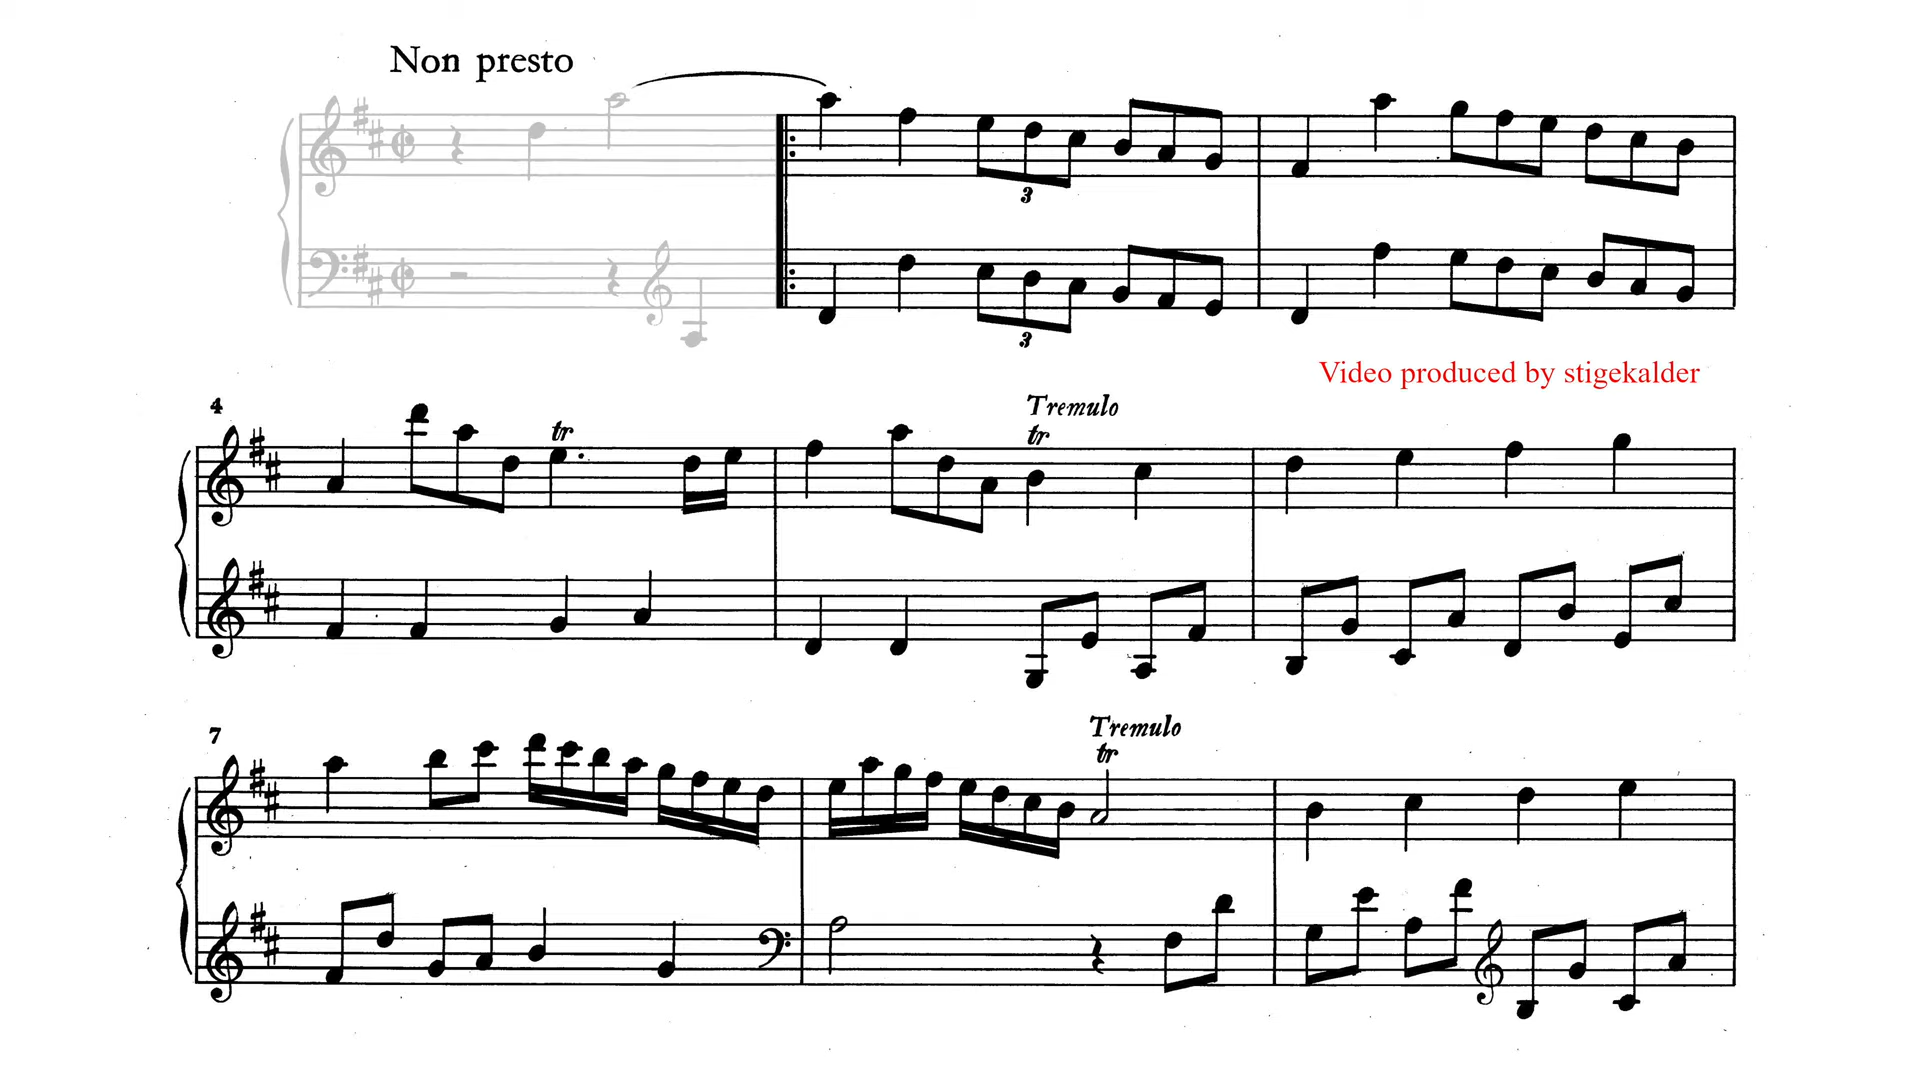 Non presto
3
3
Video produced by stigekalder
4
Tremulo
tr
tr
7
Tremulo
tr